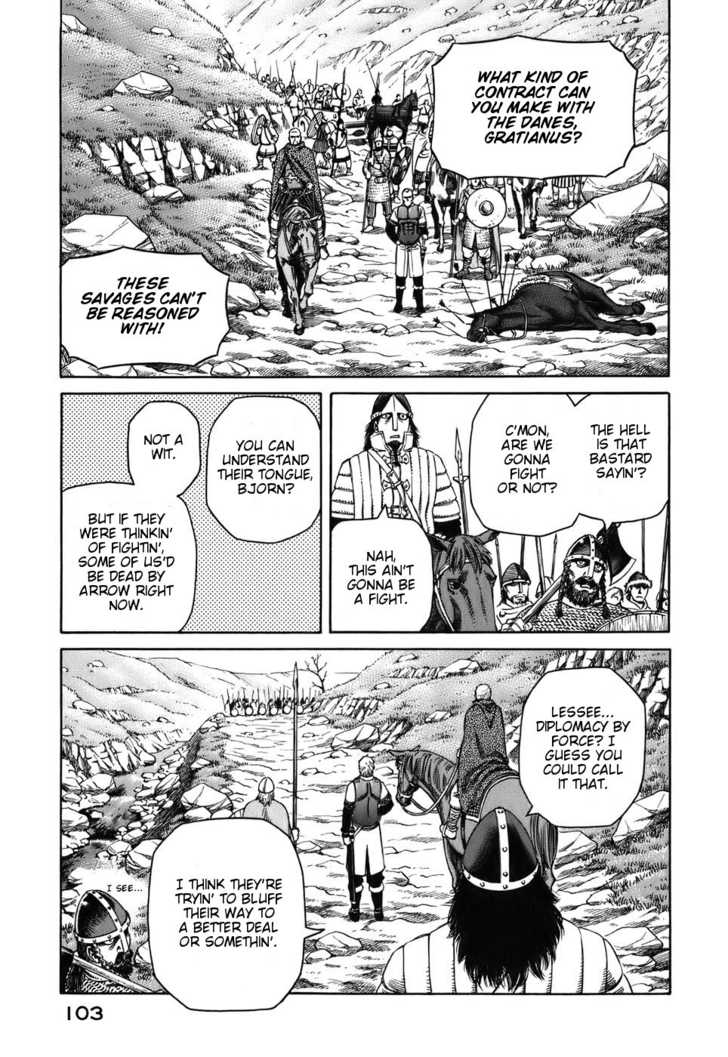 WHAT KIND OF
CONTRACT CAN
YOU MAKE WITH
THE DANES,
GRATIANUS?
THESE
SAVAGES CAN'T
BE REASONED
WITH!
THE HELL
IS THAT
BASTARD
SAYIN'?
C'MON,
ARE WE
GONNA
FIGHT
OR NOT?
NAH,
THIS AIN'T
GONNA BE
A FIGHT.
YOU CAN
UNDERSTAND
THEIR TONGUE,
BJORN?
NOT A
WIT.
BUT IF THEY
WERE THINKIN'
OF FIGHTIN',
SOME OF US'D
BE DEAD BY
ARROW RIGHT
NOW.
LESSEE...
DIPLOMACY BY
FORCE? I
GUESS YOU
COULD CALL
IT THAT.
I THINK THEY'RE
TRYIN' TO BLUFF
THEIR WAY TO
A BETTER DEAL
OR SOMETHIN'.
I SEE...
103